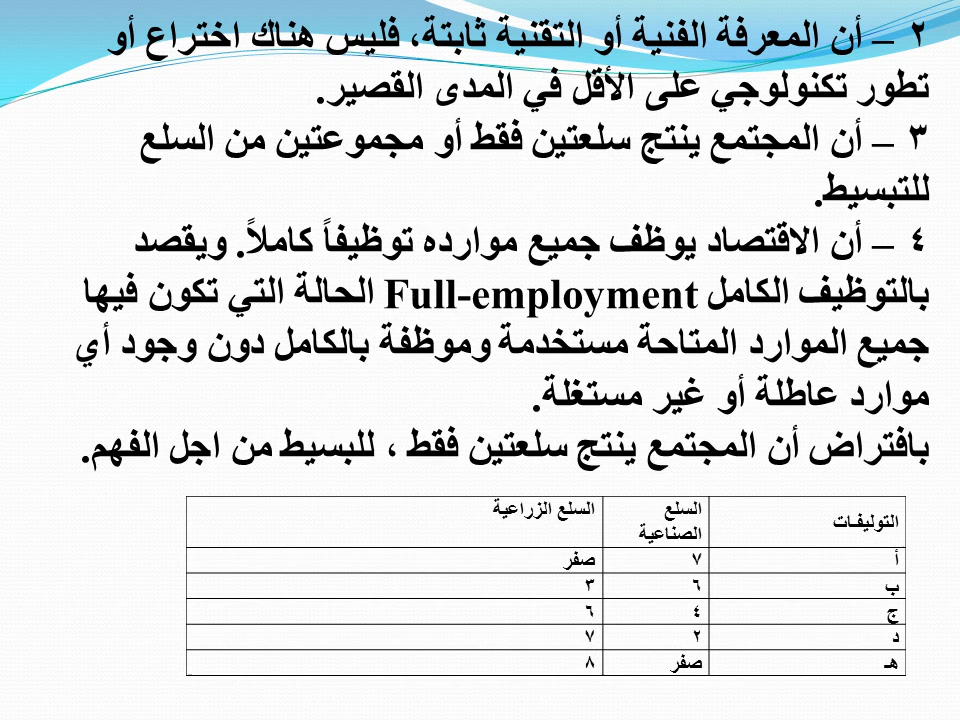 ٢ – أن المعرفة الفنية أو التقنية ثابتة، فليس هناك اختراع أو
تطور تكنولوجي على الأقل في المدى القصير.
٣ – أن المجتمع ينتج سلعتين فقط أو مجموعتين من السلع
للتبسيط.
٤ – أن الاقتصاد يوظف جميع موارده توظيفاً كاملاً. ويقصد
بالتوظيف الكامل Full-employment الحالة التي تكون فيها
جميع الموارد المتاحة مستخدمة وموظفة بالكامل دون وجود أي
موارد عاطلة أو غير مستغلة.
بافتراض أن المجتمع ينتج سلعتين فقط ، للبسيط من اجل الفهم.
التوليفـات السلع الصناعية السلع الزراعية
أ ٧ صفر
ب ٦ ٣
ج ٤ ٦
د ٢ ٧
هـ صفر ٨